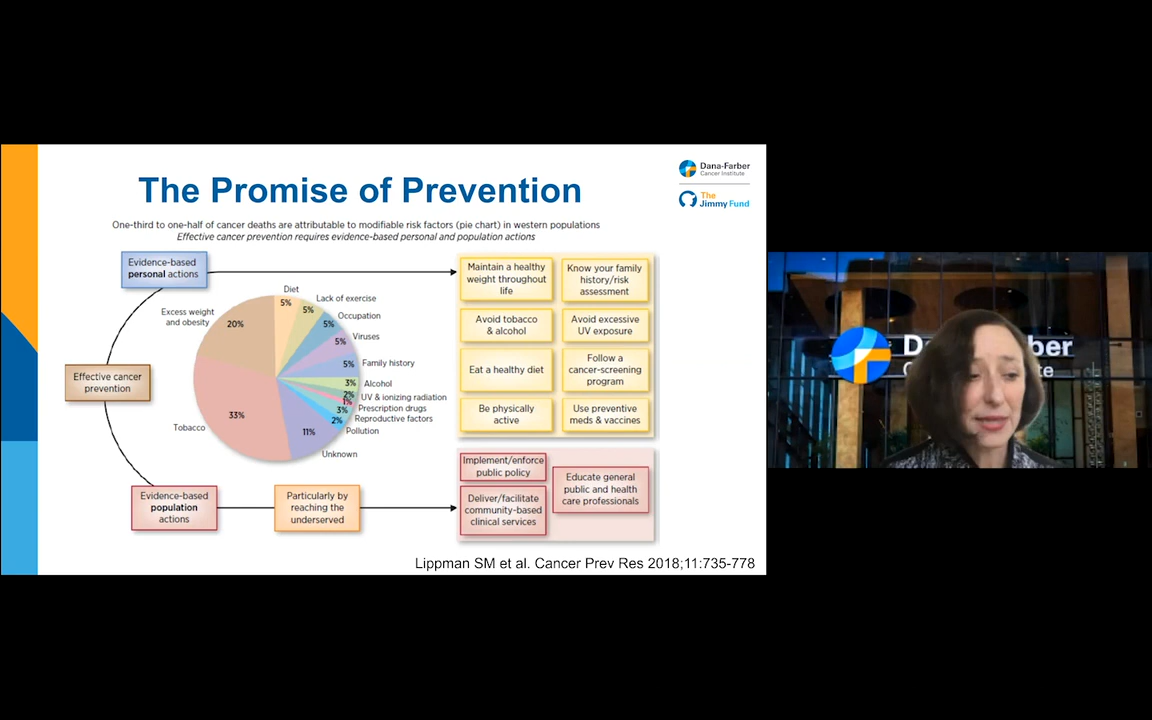 The Promise of Prevention
Dana-Farber
Cancer Institute
The
Jimmy Fund
One-third to one-half of cancer deaths are attributable to modifiable risk factors (pie chart) in western populations
Effective cancer prevention requires evidence-based personal and population actions
Evidence-based
personal actions
Effective cancer
prevention
Evidence-based
population
actions
Particularly by
reaching the
underserved
Diet
5%
Lack of exercise
5%
Occupation
5%
Viruses
5%
Family history
5%
Alcohol
3%
UV & ionizing radiation
2%
Prescription drugs
1%
Reproductive factors
3%
Pollution
2%
Unknown
11%
Tobacco
33%
Excess weight
and obesity
20%
Maintain a healthy
weight throughout
life
Know your family
history/risk
assessment
Avoid tobacco
& alcohol
Avoid excessive
UV exposure
Eat a healthy diet
Follow a
cancer-screening
program
Be physically
active
Use preventive
meds & vaccines
Implement/enforce
public policy
Deliver/facilitate
community-based
clinical services
Educate general
public and health
care professionals
Lippman SM et al. Cancer Prev Res 2018;11:735-778